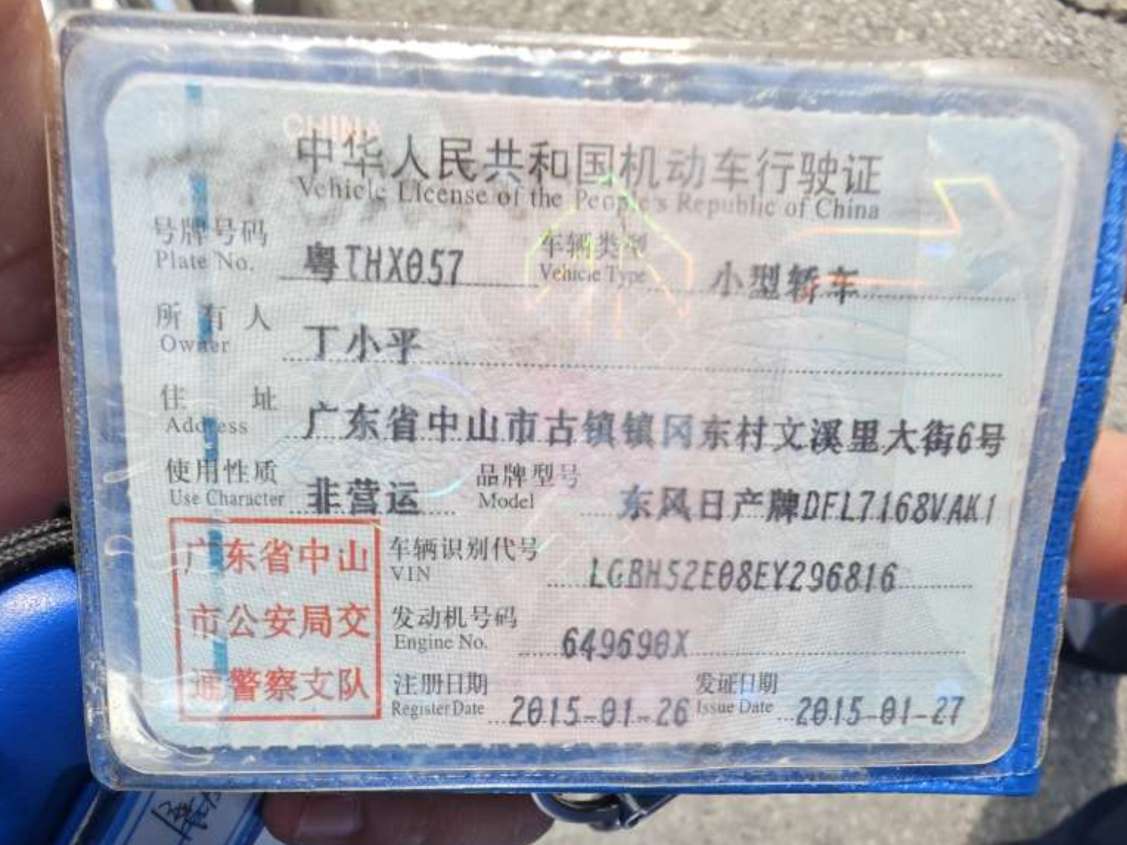 CHINA
中华人民共和国机动车行驶证
Vehicle License of the People's Republic of China
号牌号码 粤THX057 车辆类型 小型轿车
Plate No. Vehicle Type
所有人 丁小平
Owner
住址 广东省中山市古镇镇冈东村文溪里大街6号
Address
使用性质 非营运 品牌型号 东风日产牌DFL7168VAK1
Use Character Model
广东省中山
市公安局交
通警察支队
车辆识别代号 LGBH52E08EY296816
VIN
发动机号码 649690X
Engine No.
注册日期 2015-01-26 发证日期 2015-01-27
Register Date Issue Date